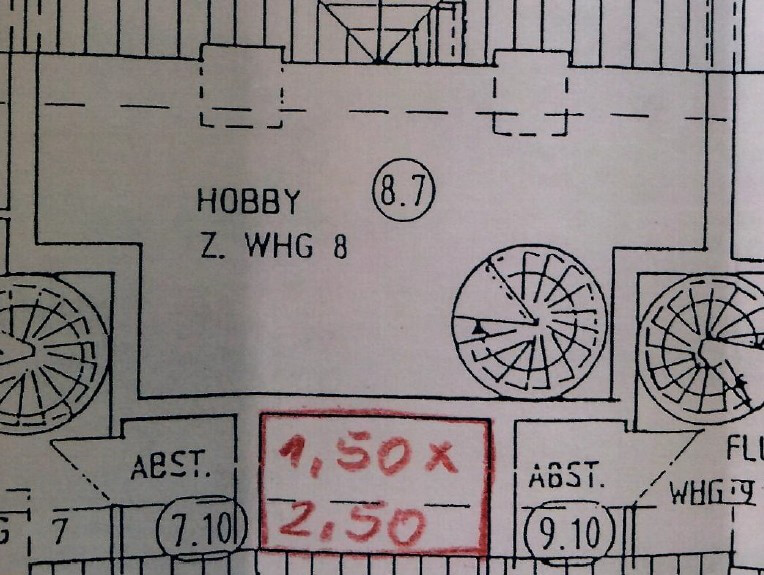 HOBBY
8.7
Z. WHG 8
ABST.
7.10
1,50 x
2,50
ABST.
9.10
WHG.9
7